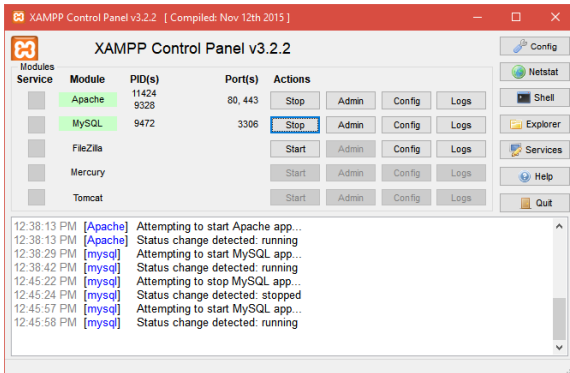 XAMPP Control Panel v3.2.2 [ Compiled: Nov 12th 2015 ]
XAMPP Control Panel v3.2.2
Config
Modules
Service Module PID(s) Port(s) Actions
Netstat
Apache 11424 9328 80, 443 Stop Admin Config Logs
Shell
MySQL 9472 3306 Stop Admin Config Logs
Explorer
FileZilla Start Admin Config Logs
Services
Mercury Start Admin Config Logs
Help
Tomcat Start Admin Config Logs
Quit
12:38:13 PM [Apache] Attempting to start Apache app...
12:38:13 PM [Apache] Status change detected: running
12:38:29 PM [mysql] Attempting to start MySQL app...
12:38:42 PM [mysql] Status change detected: running
12:45:22 PM [mysql] Attempting to stop MySQL app...
12:45:24 PM [mysql] Status change detected: stopped
12:45:57 PM [mysql] Attempting to start MySQL app...
12:45:58 PM [mysql] Status change detected: running